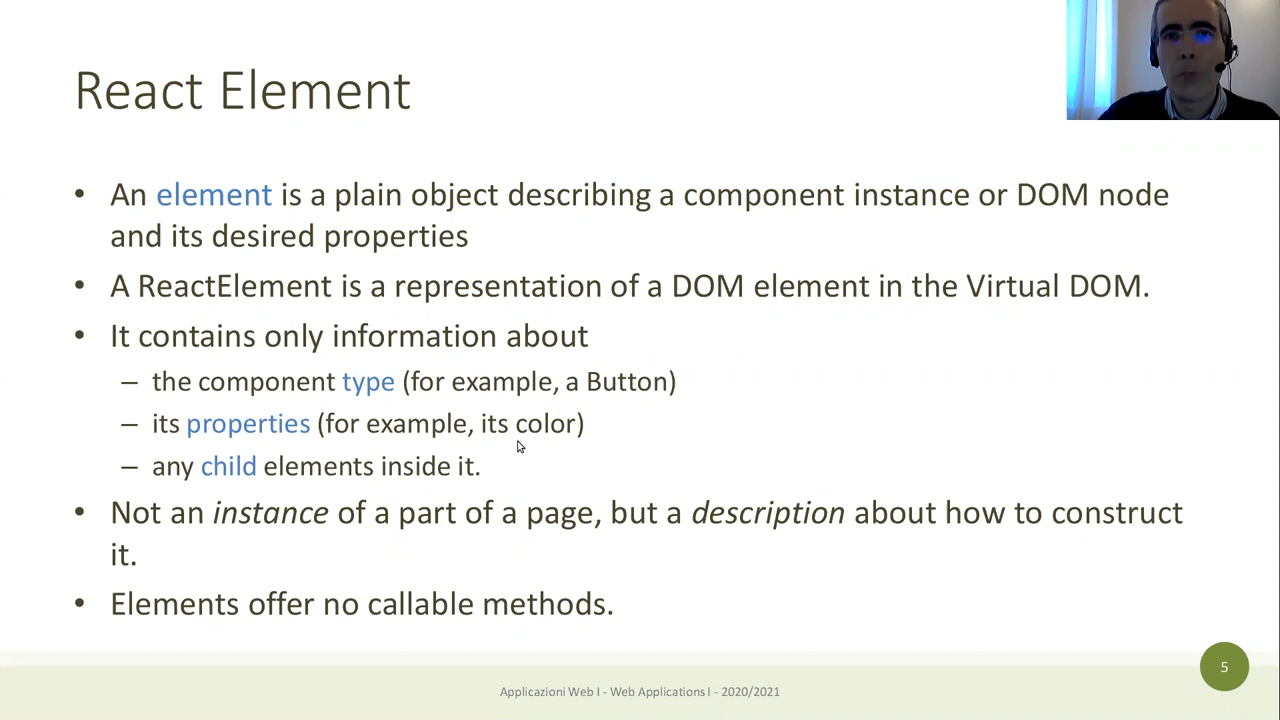 React Element
• An element is a plain object describing a component instance or DOM node
and its desired properties
• A ReactElement is a representation of a DOM element in the Virtual DOM.
• It contains only information about
– the component type (for example, a Button)
– its properties (for example, its color)
– any child elements inside it.
• Not an instance of a part of a page, but a description about how to construct
it.
• Elements offer no callable methods.
5
Applicazioni Web I - Web Applications I - 2020/2021